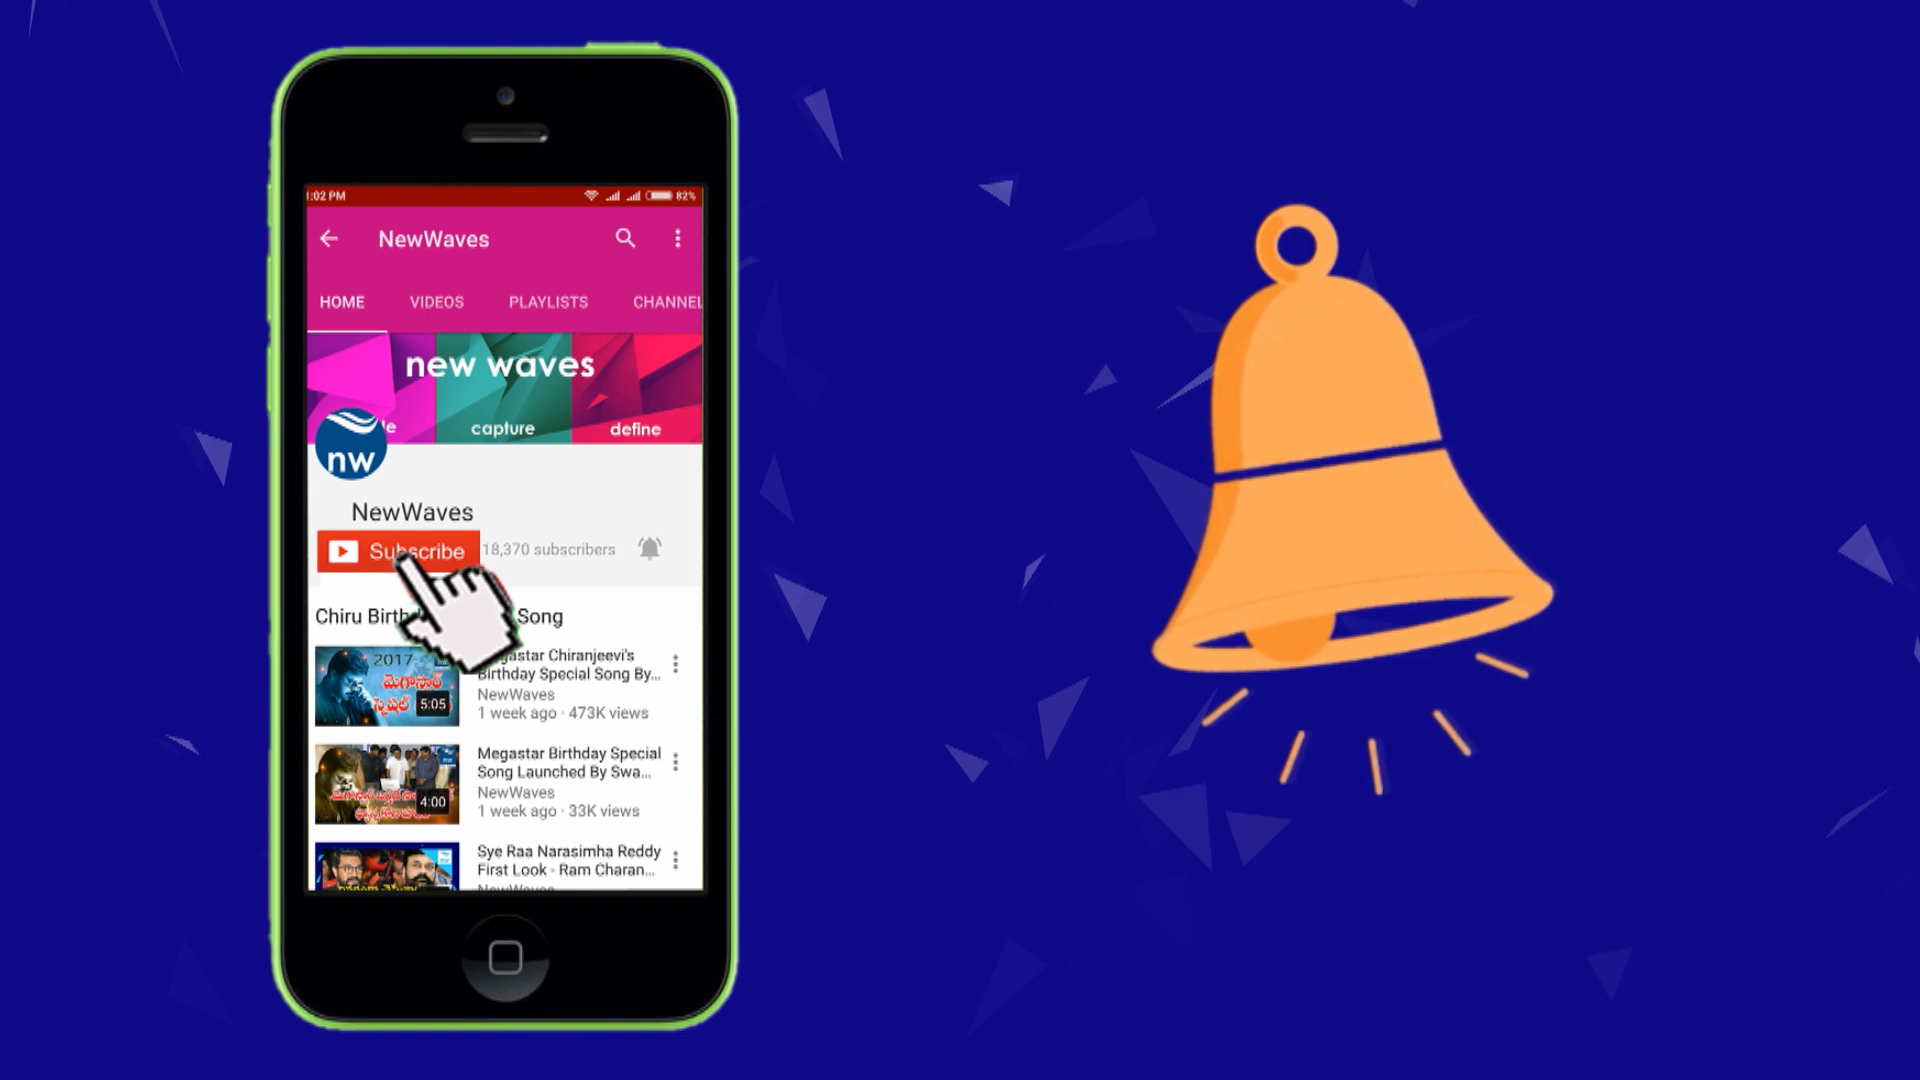 1:02 PM
82%
NewWaves
HOME VIDEOS PLAYLISTS CHANNEL
new waves
capture define
nw
NewWaves
Subscribe 18,370 subscribers
Song
2017
మెగాస్టార్
స్పెషల్
5:05
Chiranjeevi's
Birthday Special Song By...
NewWaves
1 week ago · 473K views
4:00
Megastar Birthday Special
Song Launched By Swa...
NewWaves
1 week ago · 33K views
Sye Raa Narasimha Reddy
First Look - Ram Charan...